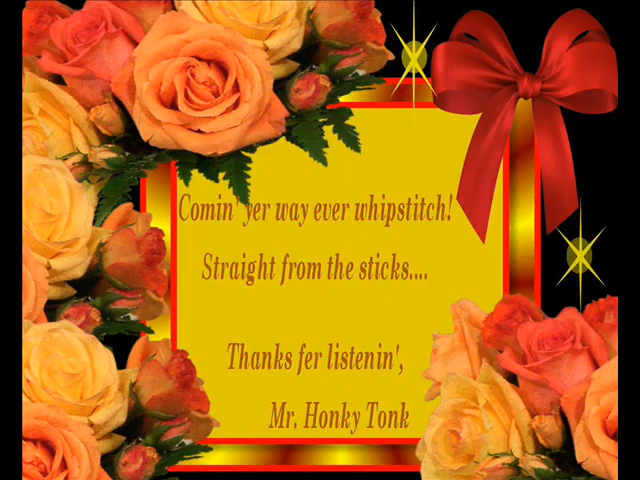 Comin' yer way ever whipstitch!
Straight from the sticks....
Thanks fer listenin',
Mr. Honky Tonk